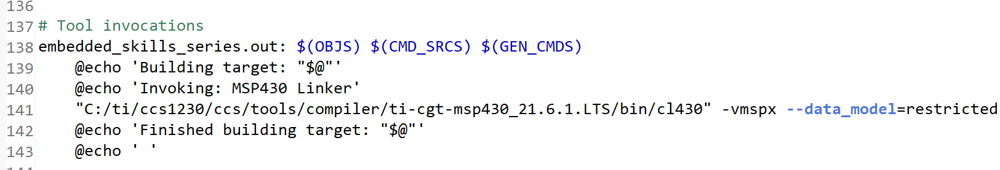 136
137 # Tool invocations
138 embedded_skills_series.out: $(OBJS) $(CMD_SRCS) $(GEN_CMDS)
139     @echo 'Building target: "$@"'
140     @echo 'Invoking: MSP430 Linker'
141     "C:/ti/ccs1230/ccs/tools/compiler/ti-cgt-msp430_21.6.1.LTS/bin/cl430" -vmspx --data_model=restricted
142     @echo 'Finished building target: "$@"'
143     @echo ' '
144